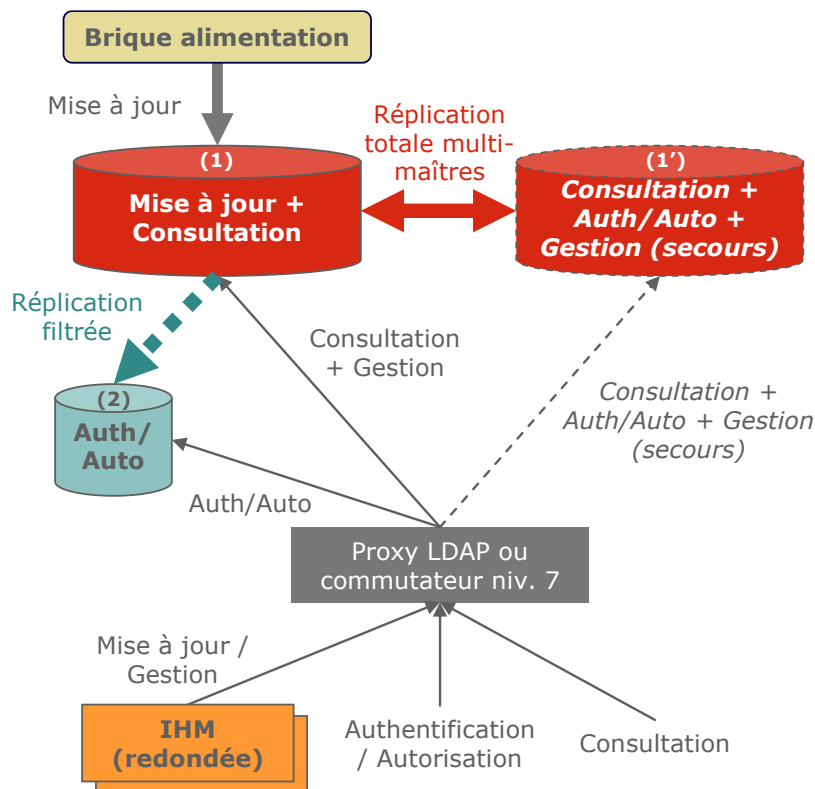 Brique alimentation
Mise à jour
Réplication
totale multi-
maîtres
(1)
Mise à jour +
Consultation
(1’)
Consultation +
Auth/Auto +
Gestion (secours)
Réplication
filtrée
Consultation
+ Gestion
(2)
Auth/
Auto
Consultation +
Auth/Auto + Gestion
(secours)
Auth/Auto
Proxy LDAP ou
commutateur niv. 7
Mise à jour /
Gestion
IHM
(redondée)
Authentification
/ Autorisation
Consultation